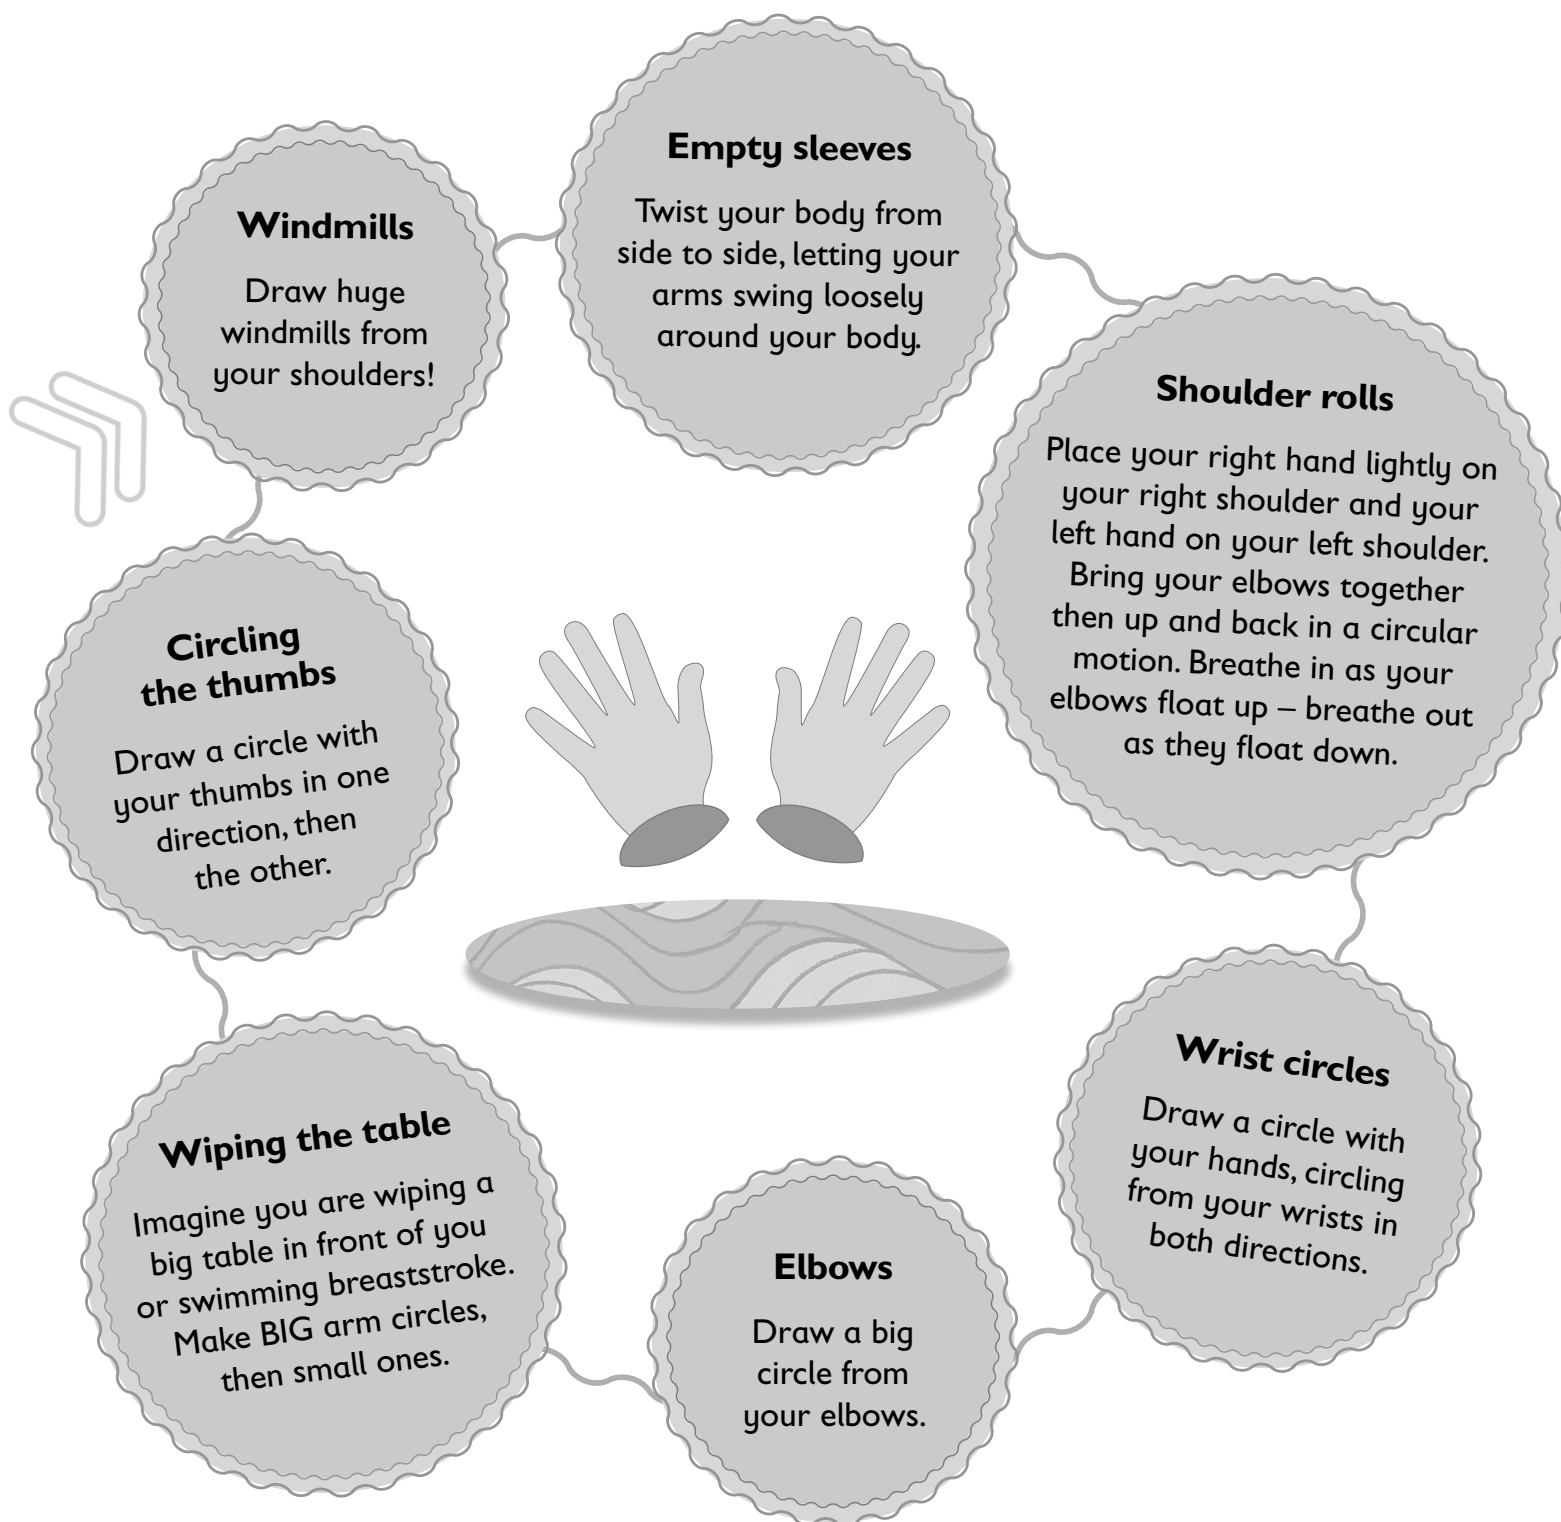 Empty sleeves
Twist your body from
side to side, letting your
arms swing loosely
around your body.
Windmills
Draw huge
windmills from
your shoulders!
Shoulder rolls
Place your right hand lightly on
your right shoulder and your
left hand on your left shoulder.
Bring your elbows together
then up and back in a circular
motion. Breathe in as your
elbows float up – breathe out
as they float down.
Circling
the thumbs
Draw a circle with
your thumbs in one
direction, then
the other.
Wrist circles
Draw a circle with
your hands, circling
from your wrists in
both directions.
Wiping the table
Imagine you are wiping a
big table in front of you
or swimming breaststroke.
Make BIG arm circles,
then small ones.
Elbows
Draw a big
circle from
your elbows.